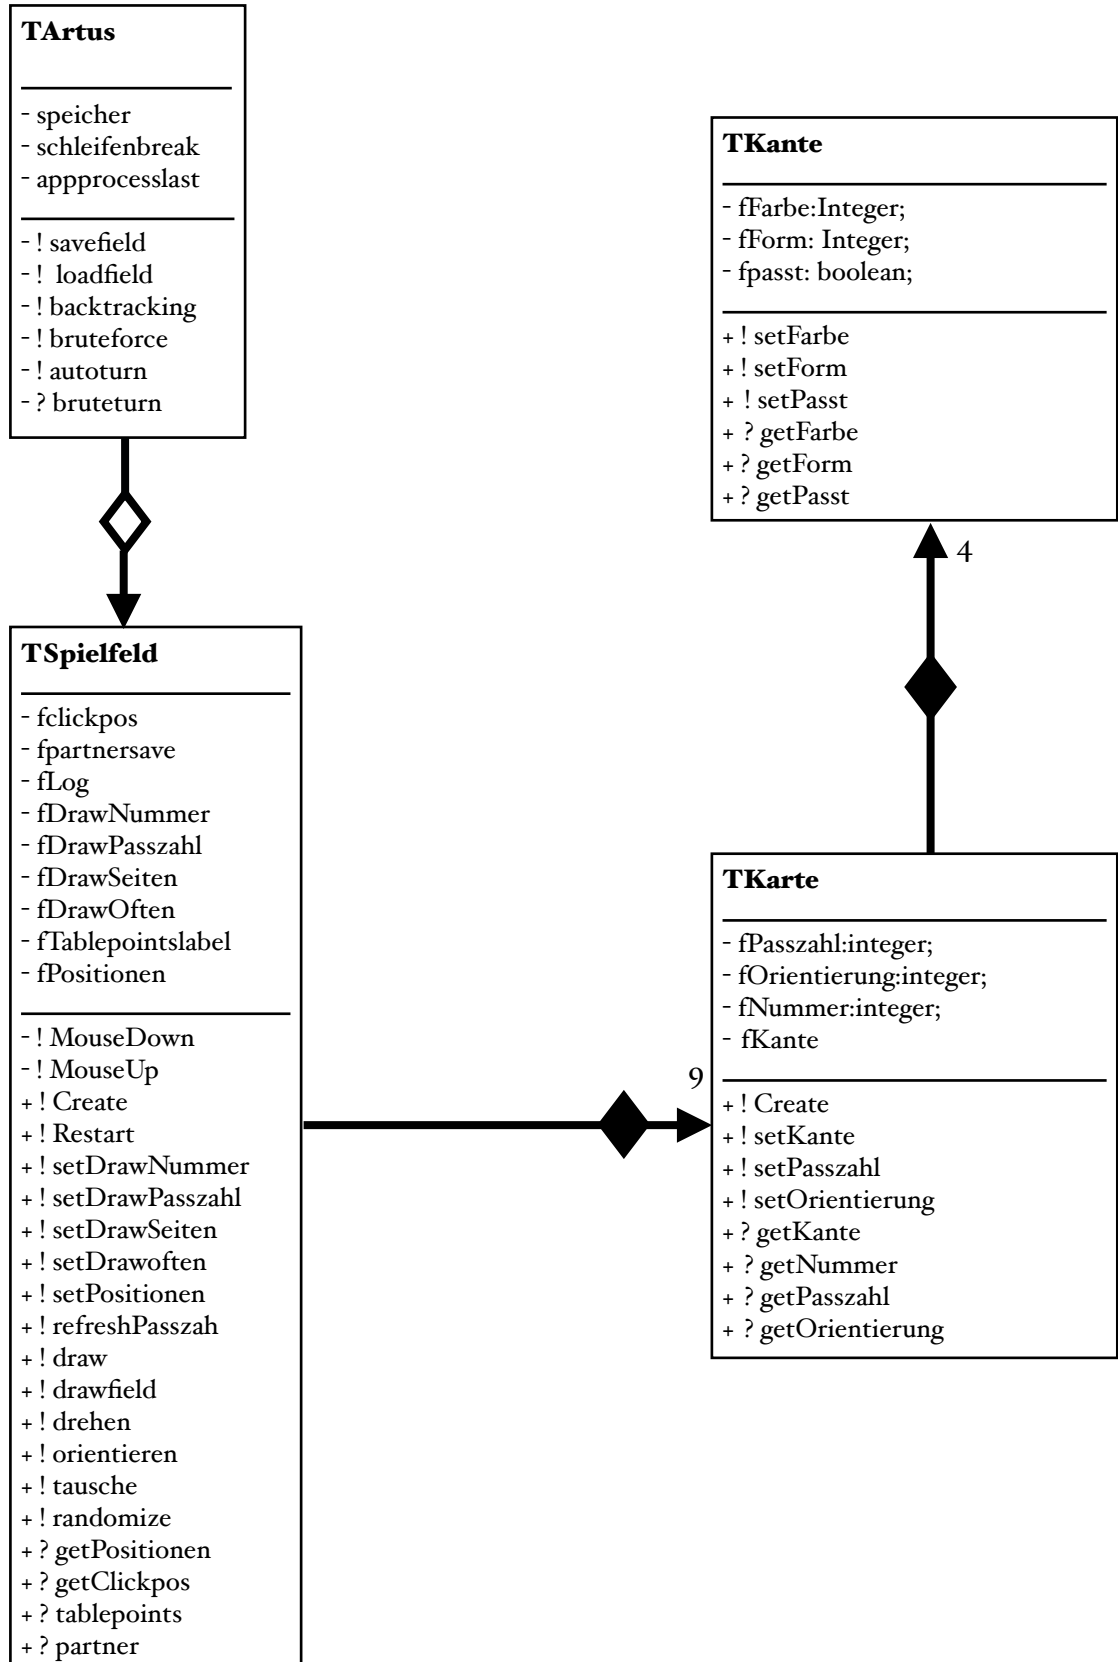 TArtus
- speicher
- schleifenbreak
- appprocesslast
- ! savefield
- ! loadfield
- ! backtracking
- ! bruteforce
- ! autoturn
- ? bruteturn
TSpielfeld
- fclickpos
- fpartnersave
- fLog
- fDrawNummer
- fDrawPasszahl
- fDrawSeiten
- fDrawOften
- fTablepointslabel
- fPositionen
- ! MouseDown
- ! MouseUp
+ ! Create
+ ! Restart
+ ! setDrawNummer
+ ! setDrawPasszahl
+ ! setDrawSeiten
+ ! setDrawoften
+ ! setPositionen
+ ! refreshPasszah
+ ! draw
+ ! drawfield
+ ! drehen
+ ! orientieren
+ ! tausche
+ ! randomize
+ ? getPositionen
+ ? getClickpos
+ ? tablepoints
+ ? partner
TKante
- fFarbe:Integer;
- fForm: Integer;
- fpasst: boolean;
+ ! setFarbe
+ ! setForm
+ ! setPasst
+ ? getFarbe
+ ? getForm
+ ? getPasst
4
TKarte
- fPasszahl:integer;
- fOrientierung:integer;
- fNummer:integer;
- fKante
9
+ ! Create
+ ! setKante
+ ! setPasszahl
+ ! setOrientierung
+ ? getKante
+ ? getNummer
+ ? getPasszahl
+ ? getOrientierung